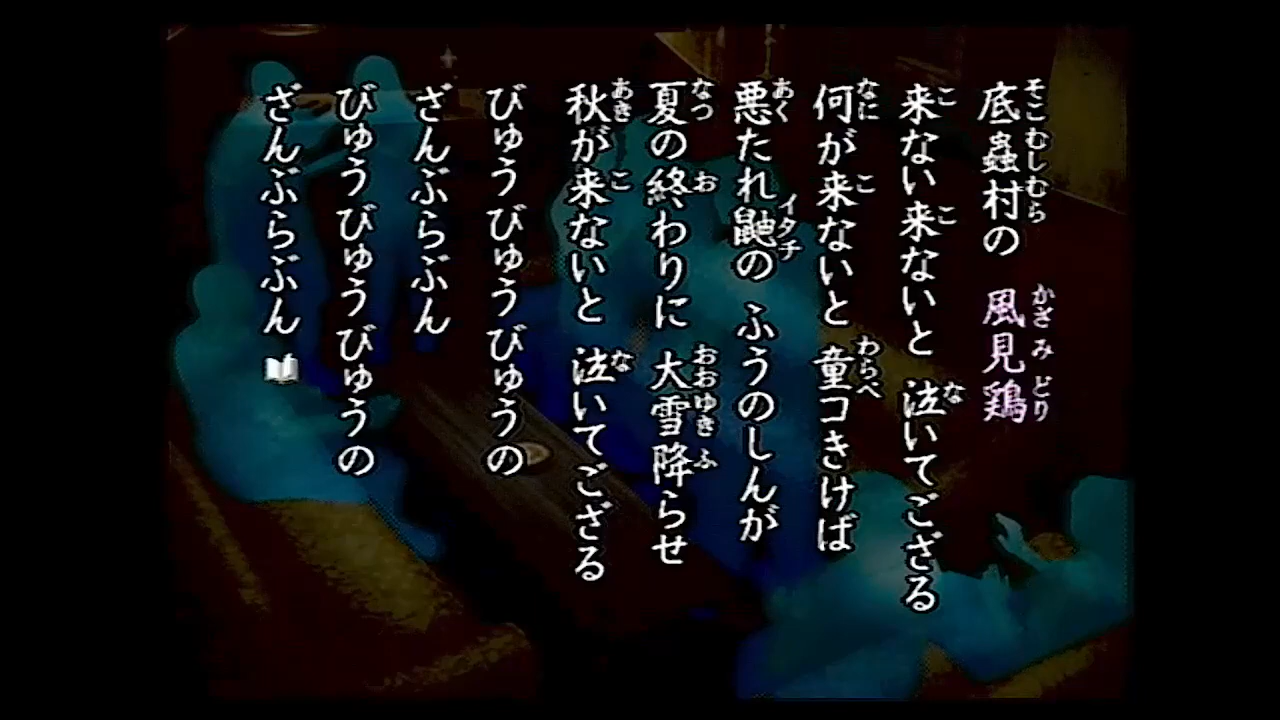 底蟲村の 風見鶏
来ない来ないと 泣いてござる
何が来ないと 童コきけば
悪たれ鼬の ふうのしんが
夏の終わりに 大雪降らせ
秋が来ないと 泣いてござる
びゅうびゅうびゅうの
ざんぶらぶん
びゅうびゅうびゅうの
ざんぶらぶん